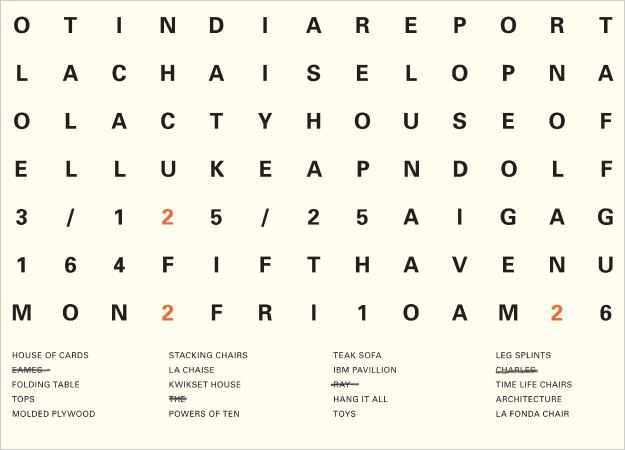 O T I N D I A R E P O R T
L A C H A I S E L O P N A
O L A C T Y H O U S E O F
E L L U K E A P N D O L F
3 / 1 2 5 / 2 5 A I G A G
1 6 4 F I F T H A V E N U
M O N 2 F R I 1 0 A M 2 6
HOUSE OF CARDS STACKING CHAIRS TEAK SOFA LEG SPLINTS
EAMES LA CHAISE IBM PAVILLION CHARLES
FOLDING TABLE KWIKSET HOUSE RAY TIME LIFE CHAIRS
TOPS THE HANG IT ALL ARCHITECTURE
MOLDED PLYWOOD POWERS OF TEN TOYS LA FONDA CHAIR